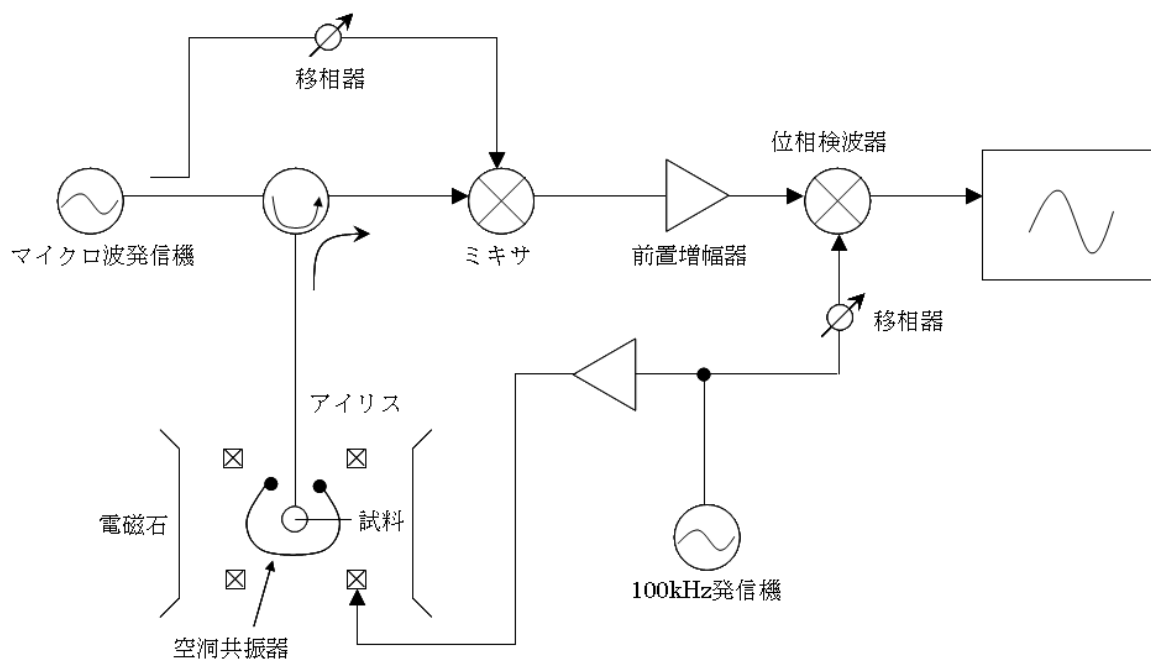 移相器
位相検波器
マイクロ波発信機
ミキサ
前置増幅器
移相器
アイリス
電磁石
試料
100kHz発信機
空洞共振器